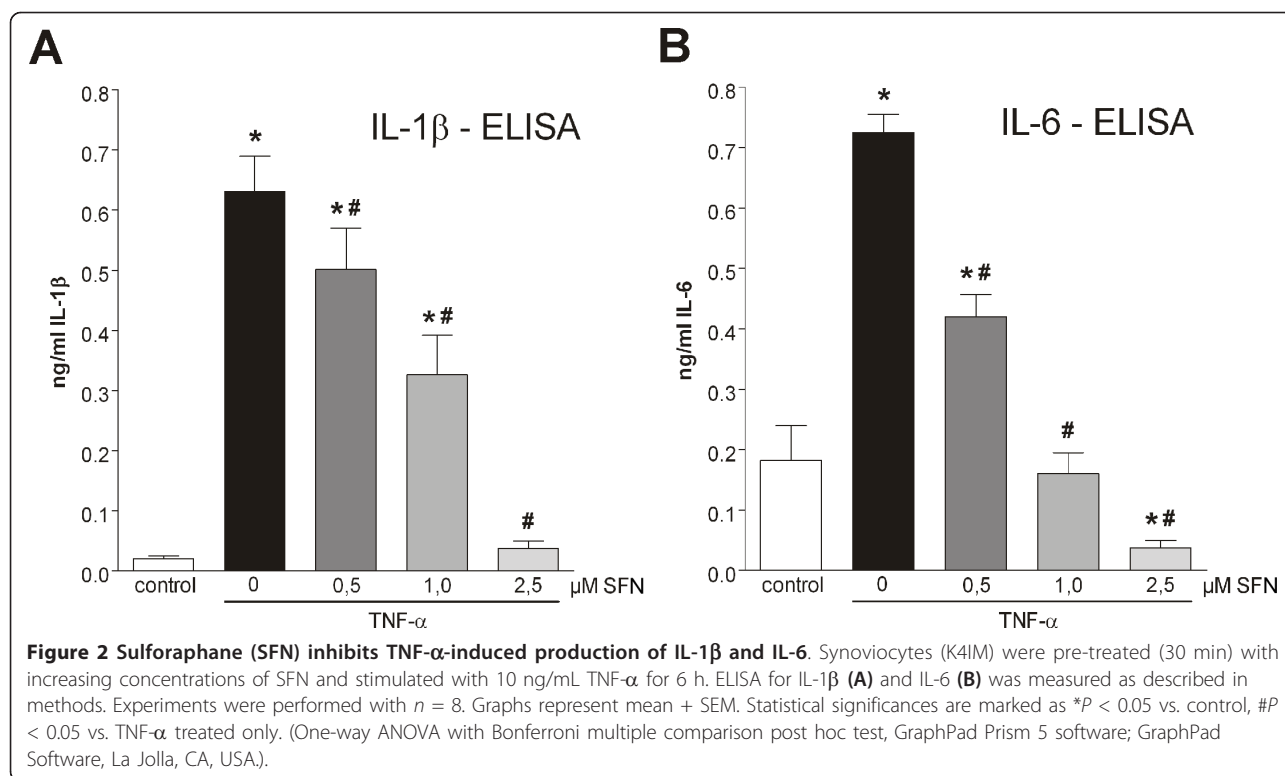 A
IL-1β - ELISA
ng/ml IL-1β
0.8
0.7
0.6
0.5
0.4
0.3
0.2
0.1
0.0
*
*#
*#
#
control 0 0,5 1,0 2,5 µM SFN
TNF-α
B
IL-6 - ELISA
ng/ml IL-6
0.8
0.7
0.6
0.5
0.4
0.3
0.2
0.1
0.0
*
*#
#
*#
control 0 0,5 1,0 2,5 µM SFN
TNF-α
Figure 2 Sulforaphane (SFN) inhibits TNF-α-induced production of IL-1β and IL-6. Synoviocytes (K4IM) were pre-treated (30 min) with
increasing concentrations of SFN and stimulated with 10 ng/mL TNF-α for 6 h. ELISA for IL-1β (A) and IL-6 (B) was measured as described in
methods. Experiments were performed with n = 8. Graphs represent mean + SEM. Statistical significances are marked as *P < 0.05 vs. control, #P
< 0.05 vs. TNF-α treated only. (One-way ANOVA with Bonferroni multiple comparison post hoc test, GraphPad Prism 5 software; GraphPad
Software, La Jolla, CA, USA.).